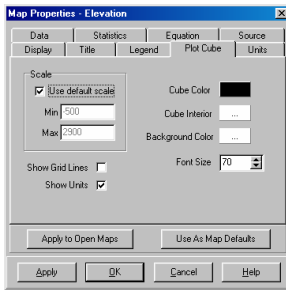 Map Properties - Elevation
Data Statistics Equation Source
Display Title Legend Plot Cube Units
Scale
Use default scale
Min -500
Max 2900
Show Grid Lines
Show Units
Cube Color
Cube Interior ...
Background Color ...
Font Size 70
Apply to Open Maps Use As Map Defaults
Apply OK Cancel Help